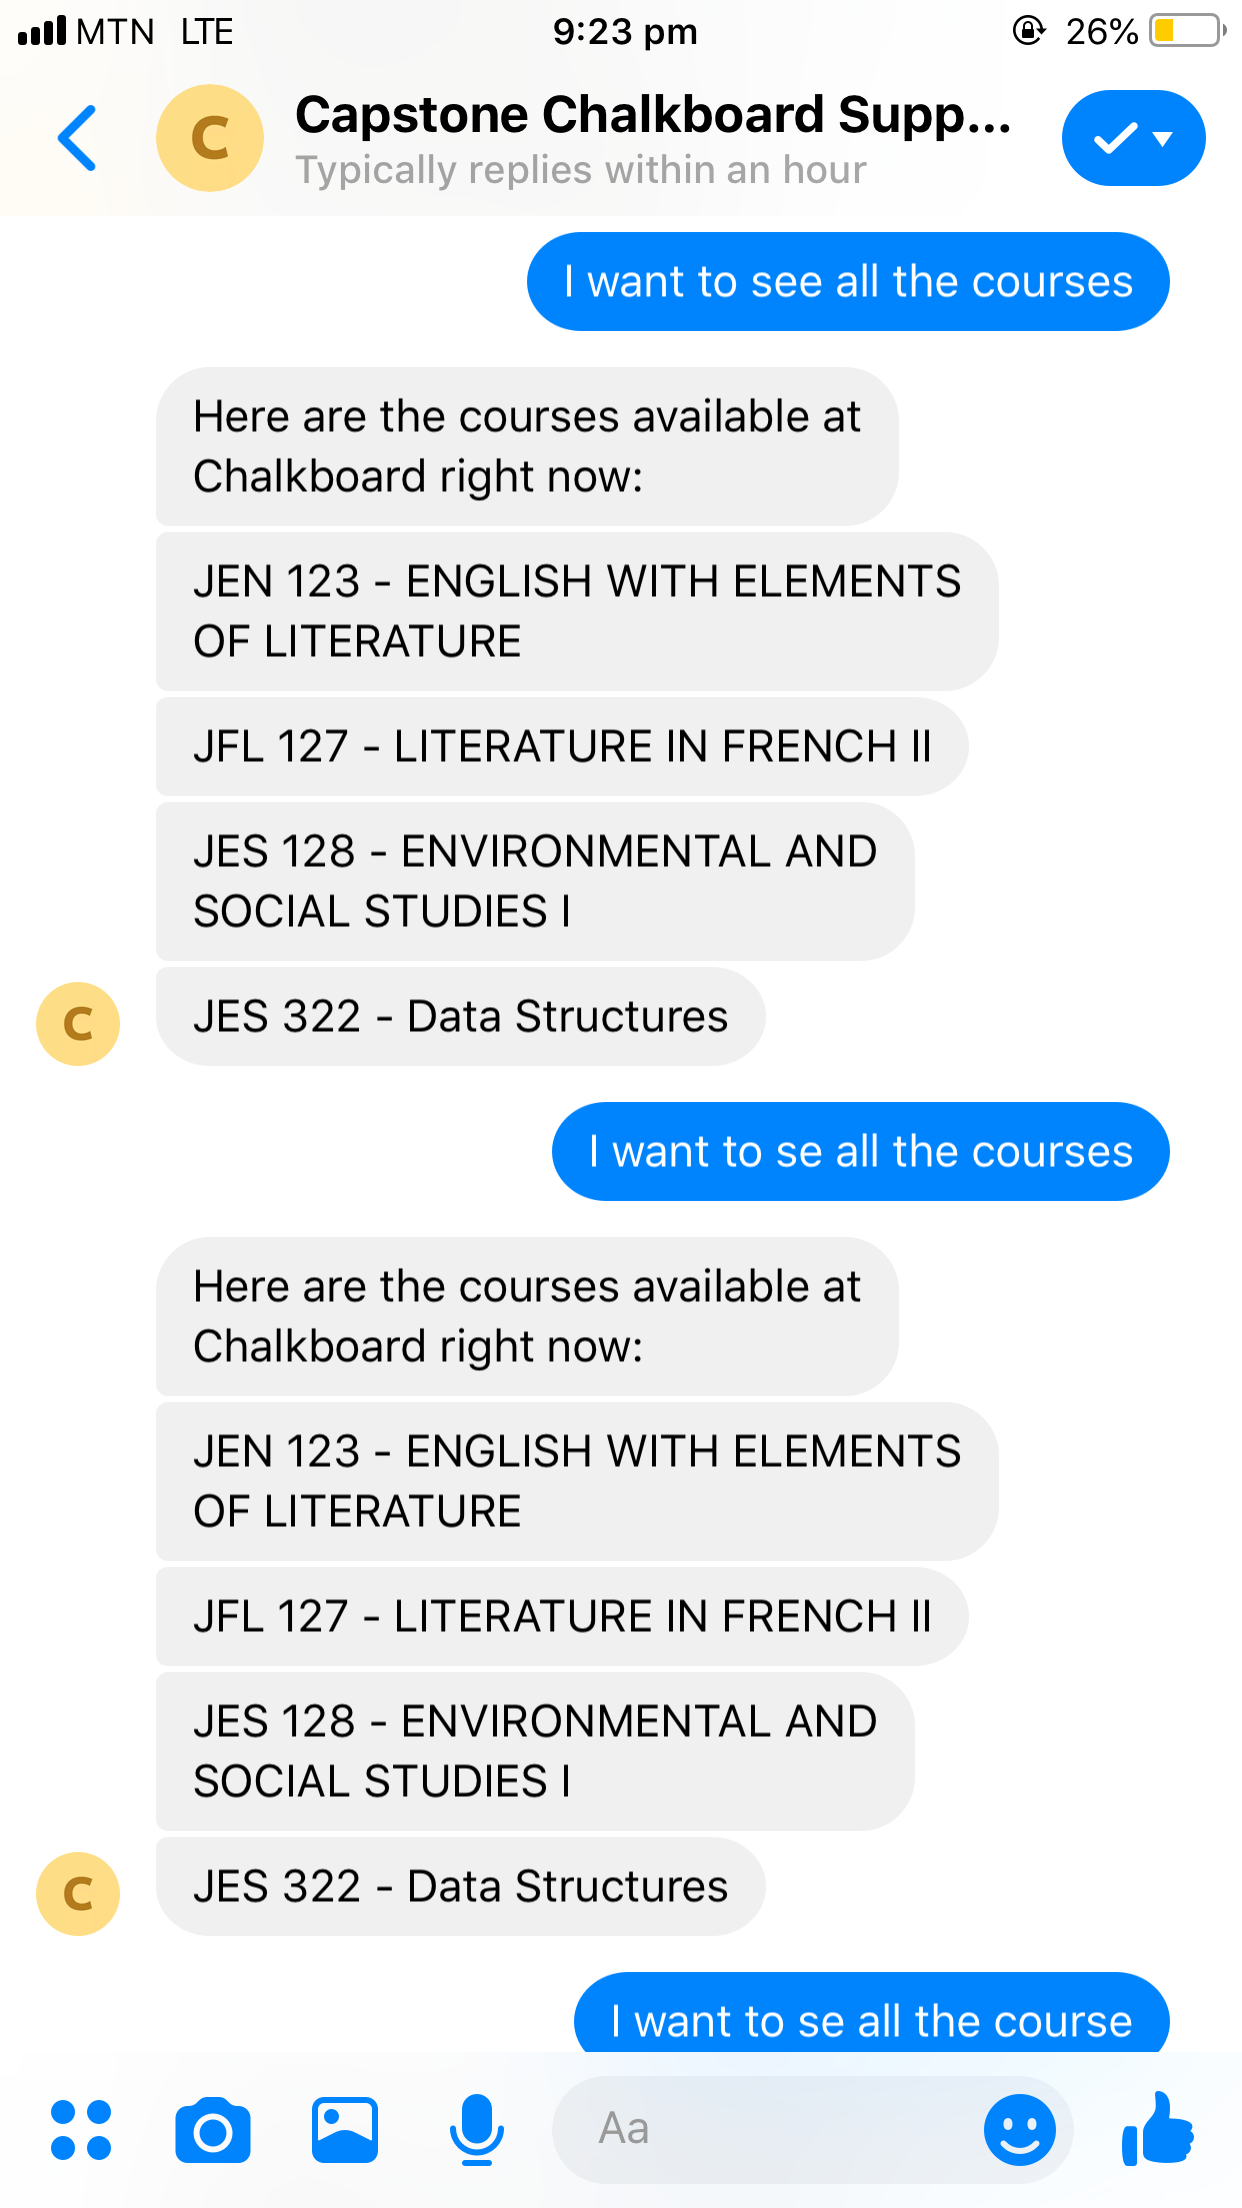 MTN LTE 9:23 pm 26%
C Capstone Chalkboard Supp...
Typically replies within an hour
I want to see all the courses
Here are the courses available at
Chalkboard right now:
JEN 123 - ENGLISH WITH ELEMENTS
OF LITERATURE
JFL 127 - LITERATURE IN FRENCH II
JES 128 - ENVIRONMENTAL AND
SOCIAL STUDIES I
C JES 322 - Data Structures
I want to se all the courses
Here are the courses available at
Chalkboard right now:
JEN 123 - ENGLISH WITH ELEMENTS
OF LITERATURE
JFL 127 - LITERATURE IN FRENCH II
JES 128 - ENVIRONMENTAL AND
SOCIAL STUDIES I
C JES 322 - Data Structures
I want to se all the course
Aa